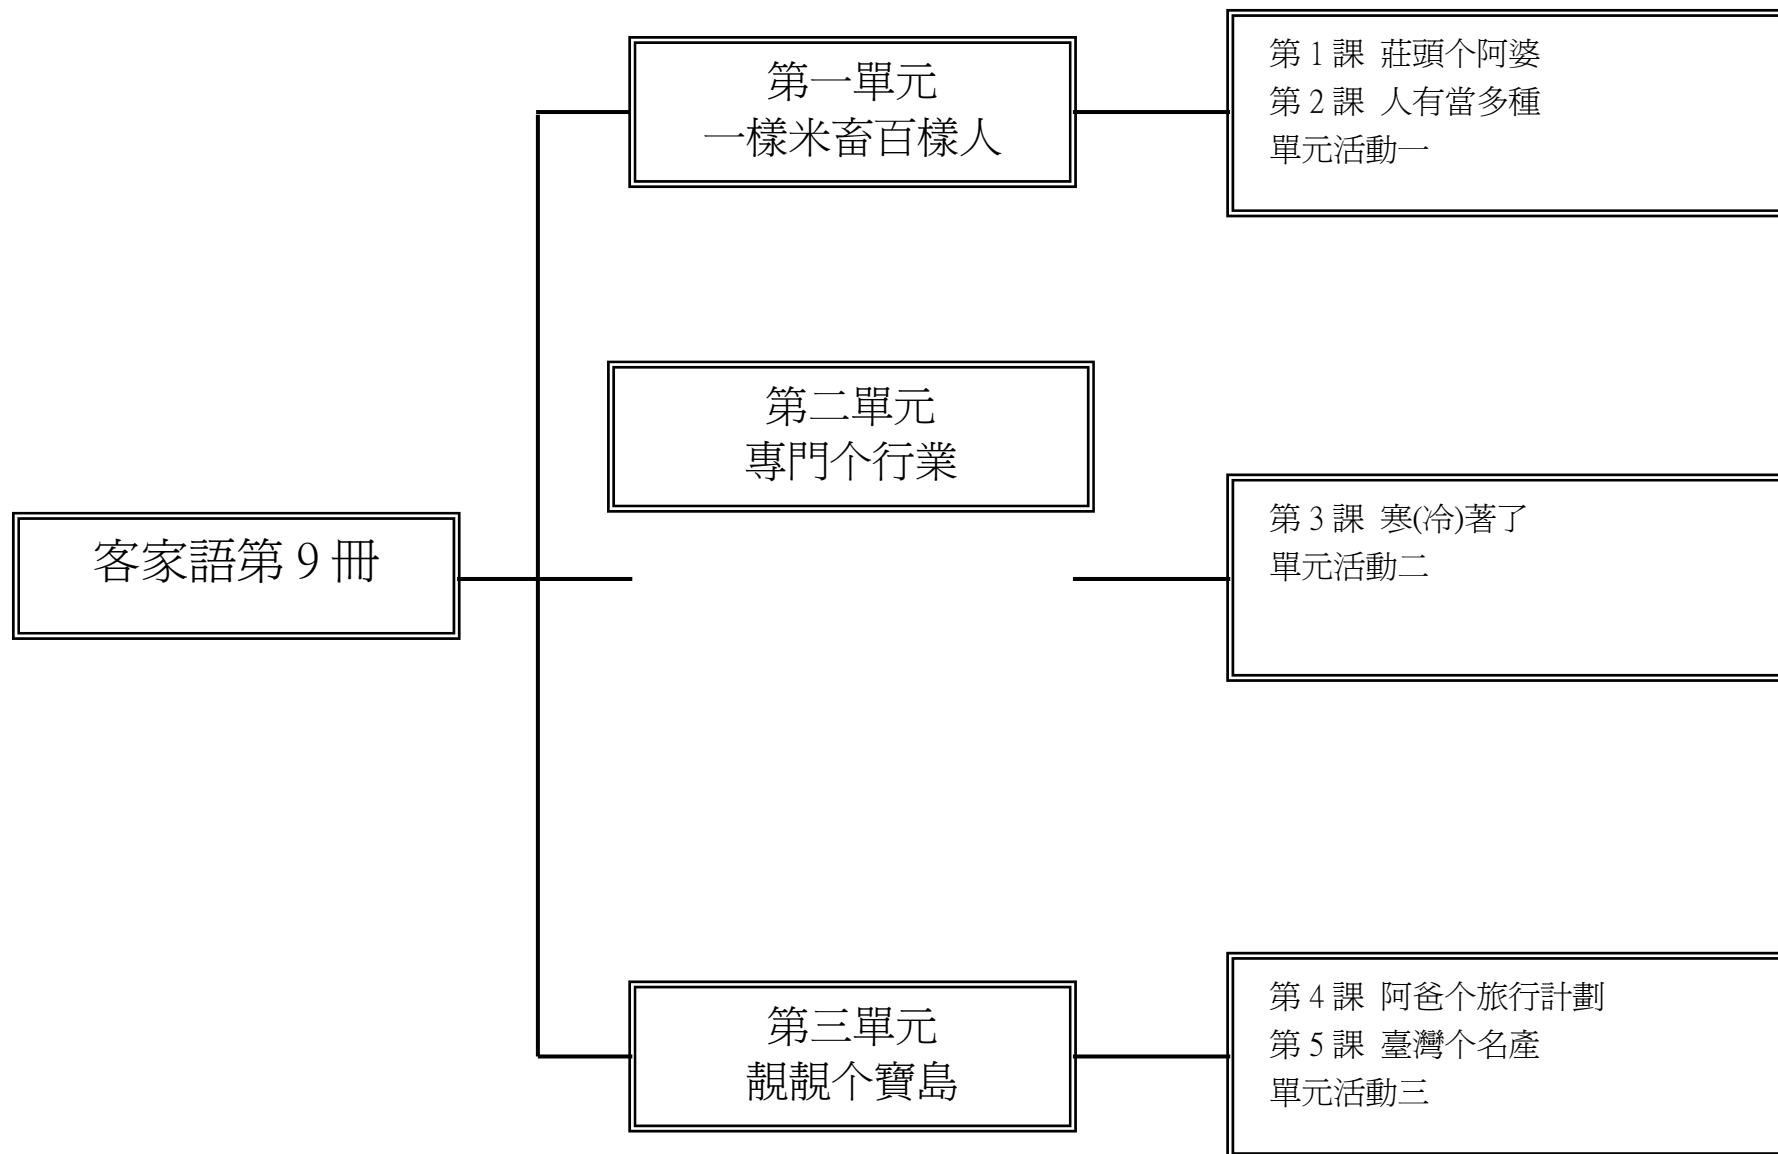 客家語第 9 冊
第一單元
一樣米畜百樣人
第 1 課 莊頭个阿婆
第 2 課 人有當多種
單元活動一
第二單元
專門个行業
第 3 課 寒(冷)著了
單元活動二
第三單元
靚靚个寶島
第 4 課 阿爸个旅行計劃
第 5 課 臺灣个名產
單元活動三